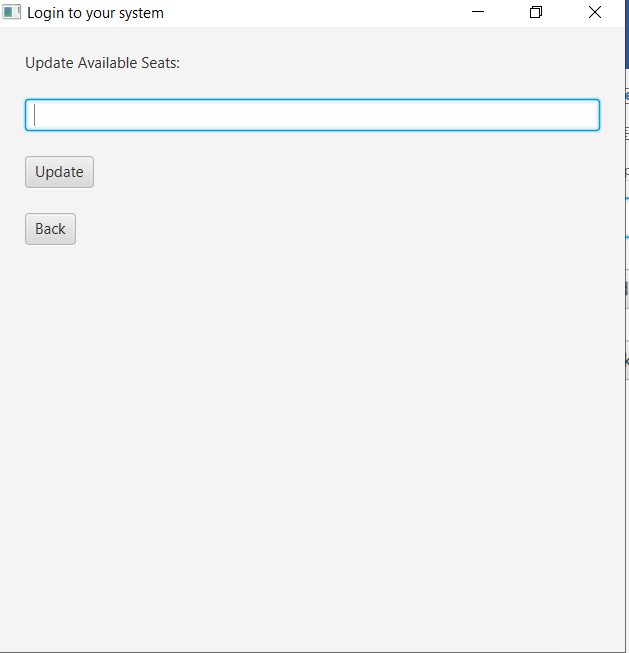 Login to your system
Update Available Seats:
Update
Back